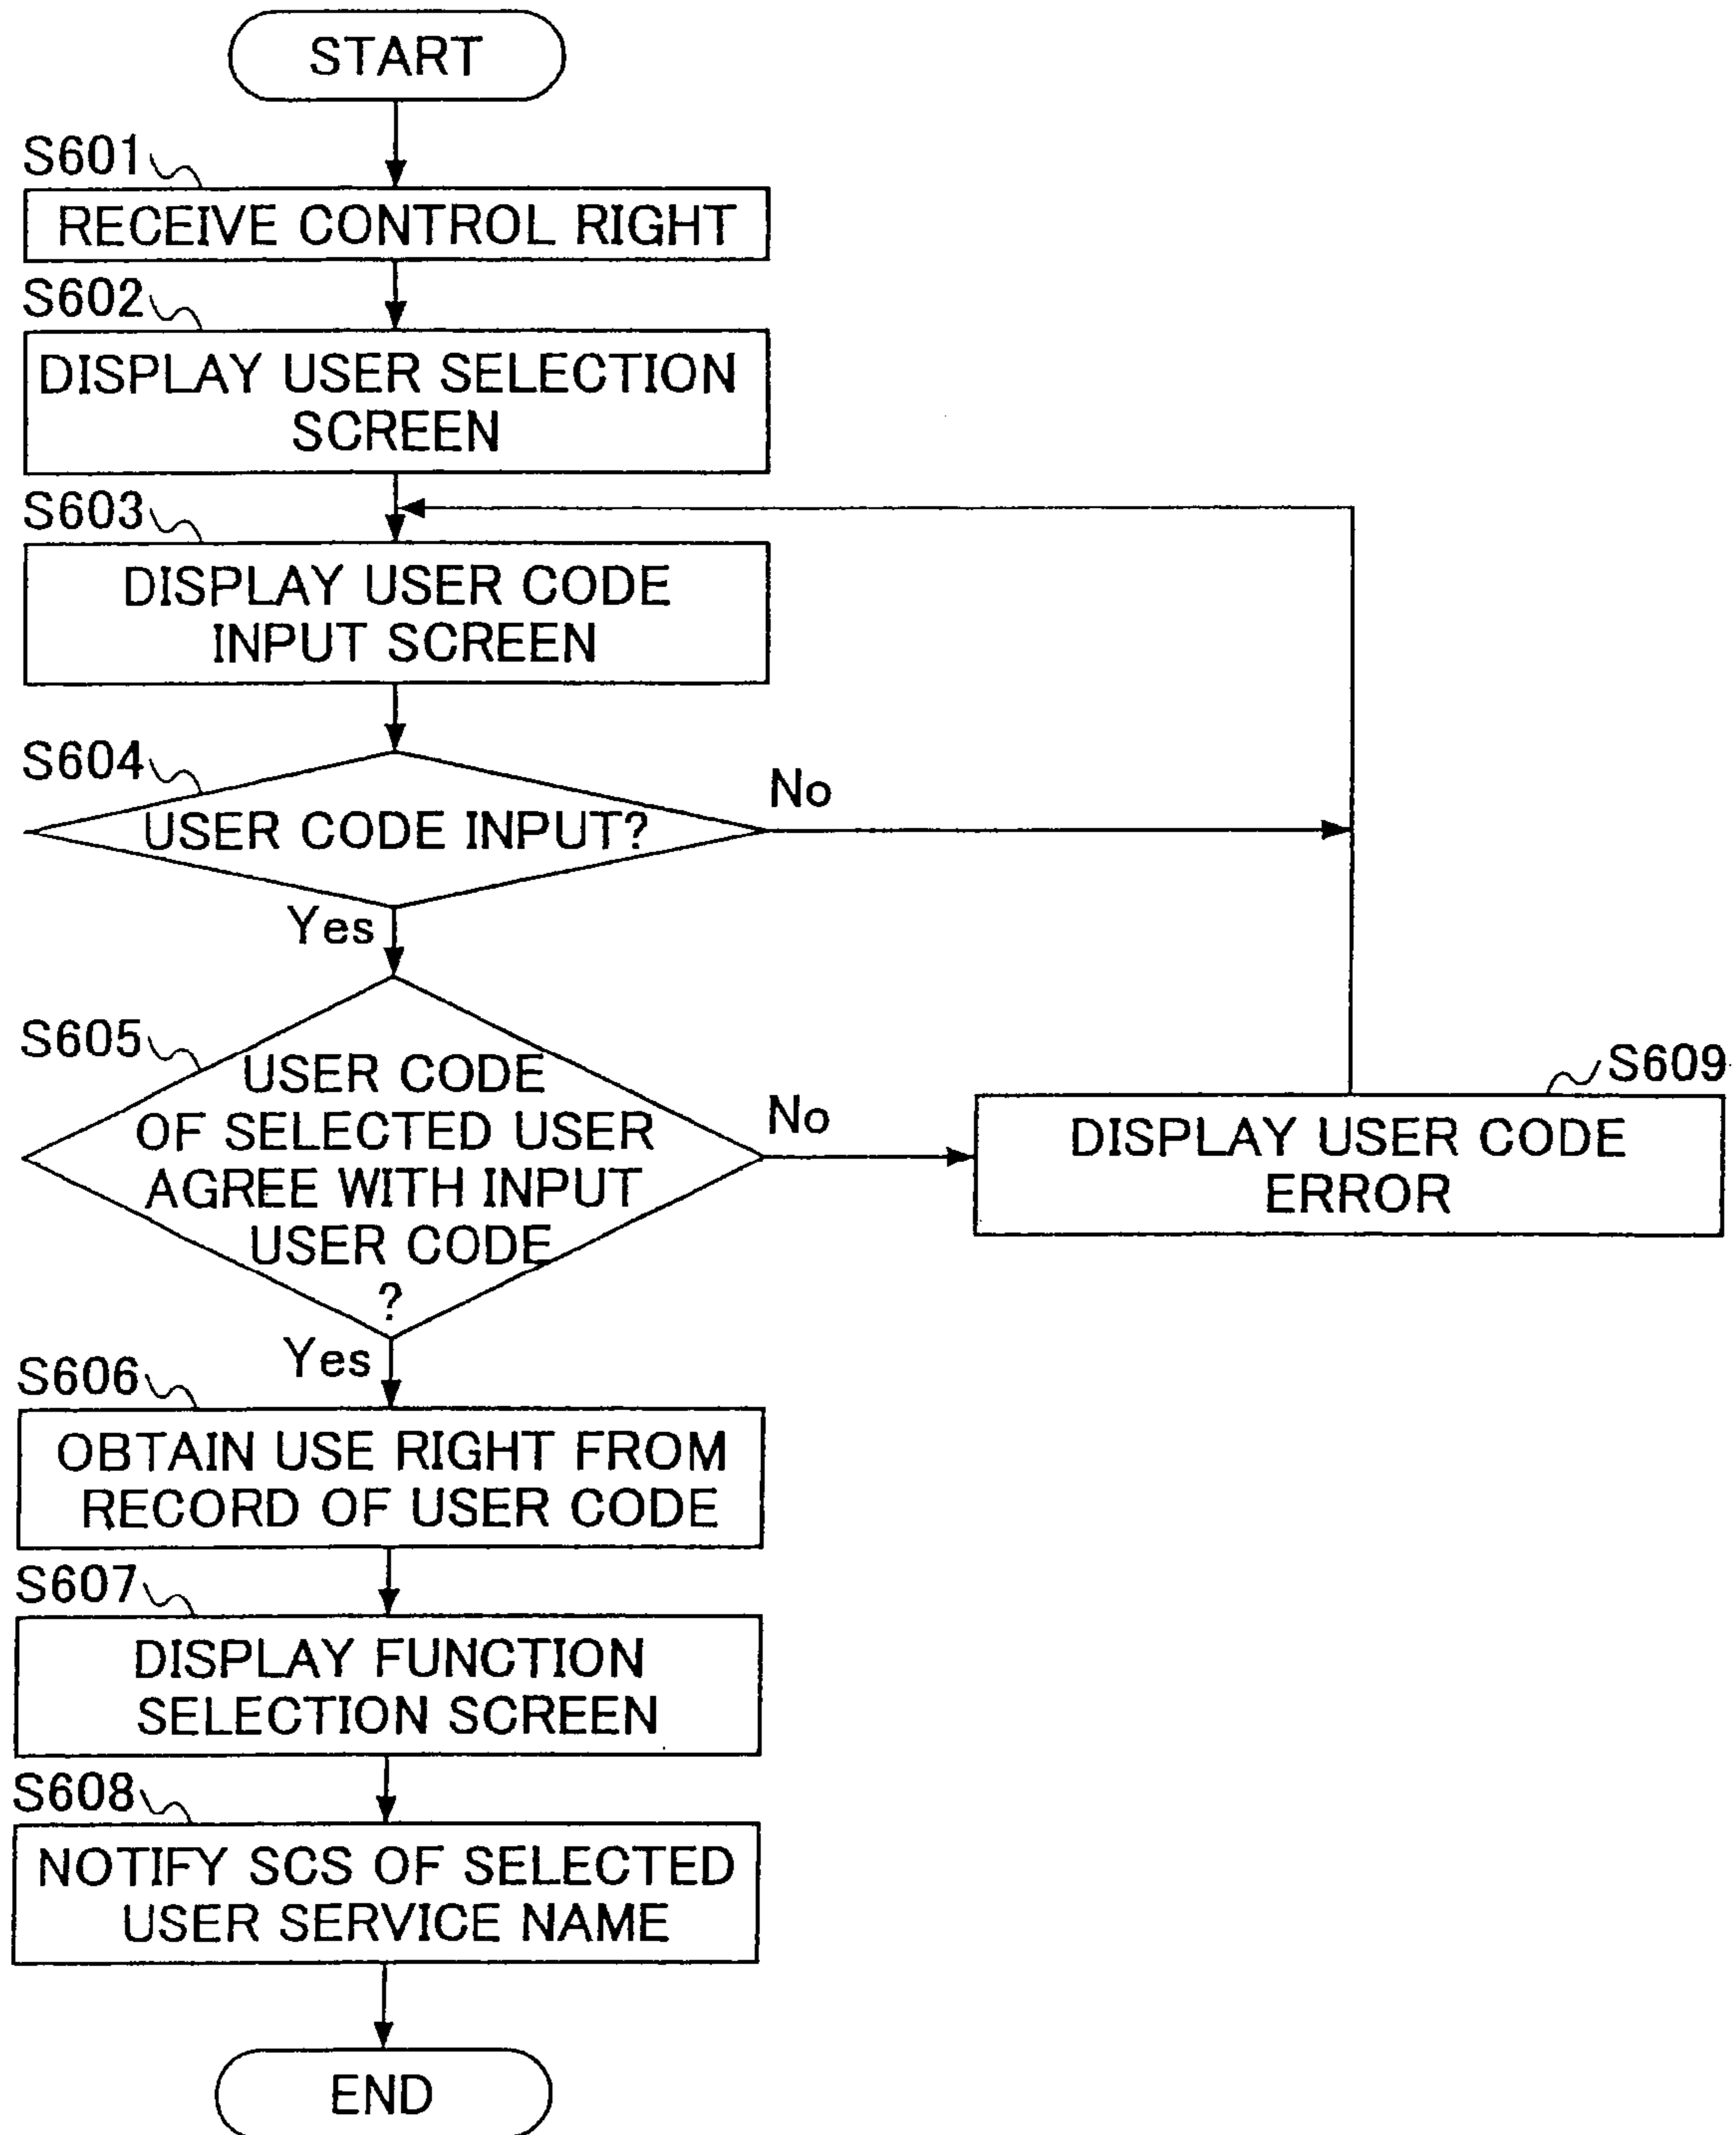 START
S601
RECEIVE CONTROL RIGHT
S602
DISPLAY USER SELECTION
SCREEN
S603
DISPLAY USER CODE
INPUT SCREEN
S604
USER CODE INPUT?
No
Yes
S605
USER CODE
OF SELECTED USER
AGREE WITH INPUT
USER CODE
?
No
S609
DISPLAY USER CODE
ERROR
Yes
S606
OBTAIN USE RIGHT FROM
RECORD OF USER CODE
S607
DISPLAY FUNCTION
SELECTION SCREEN
S608
NOTIFY SCS OF SELECTED
USER SERVICE NAME
END